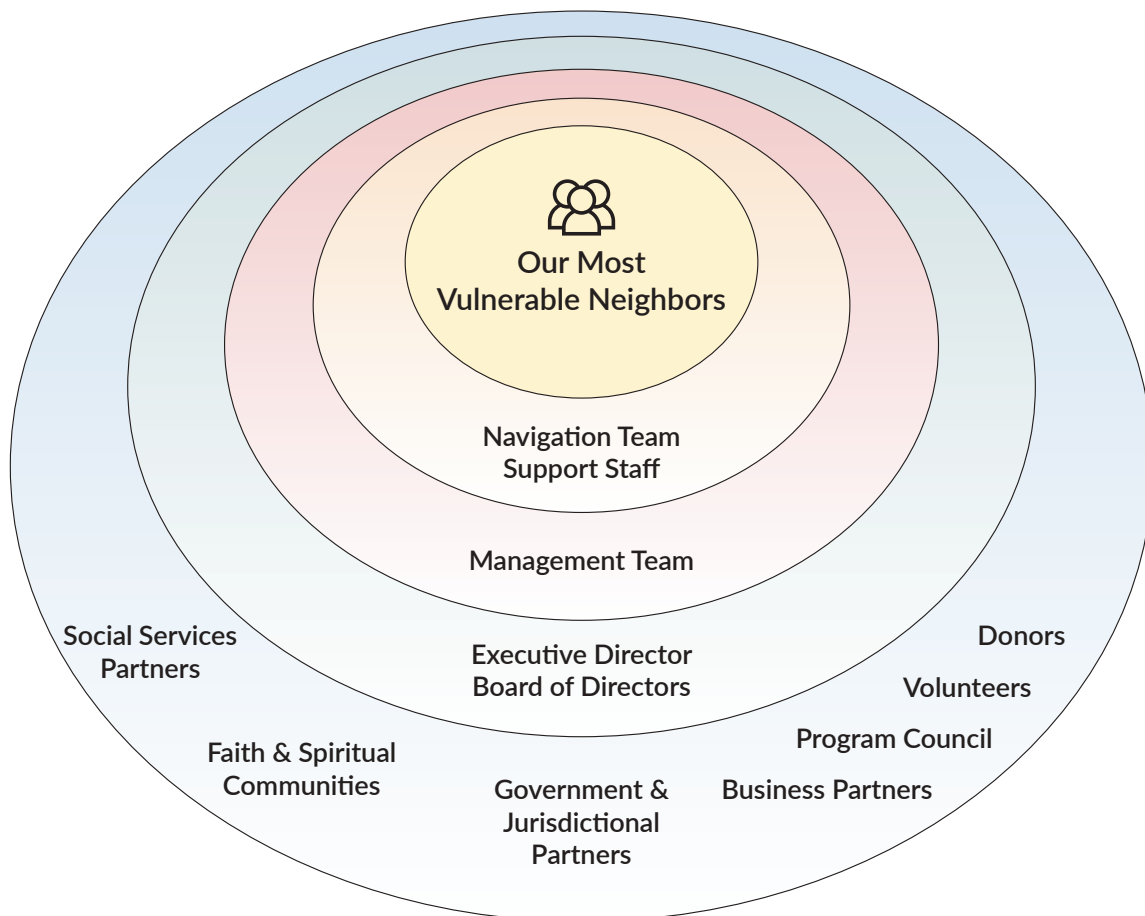 Our Most
Vulnerable Neighbors
Navigation Team
Support Staff
Management Team
Executive Director
Board of Directors
Social Services
Partners
Faith & Spiritual
Communities
Government &
Jurisdictional
Partners
Business Partners
Program Council
Volunteers
Donors